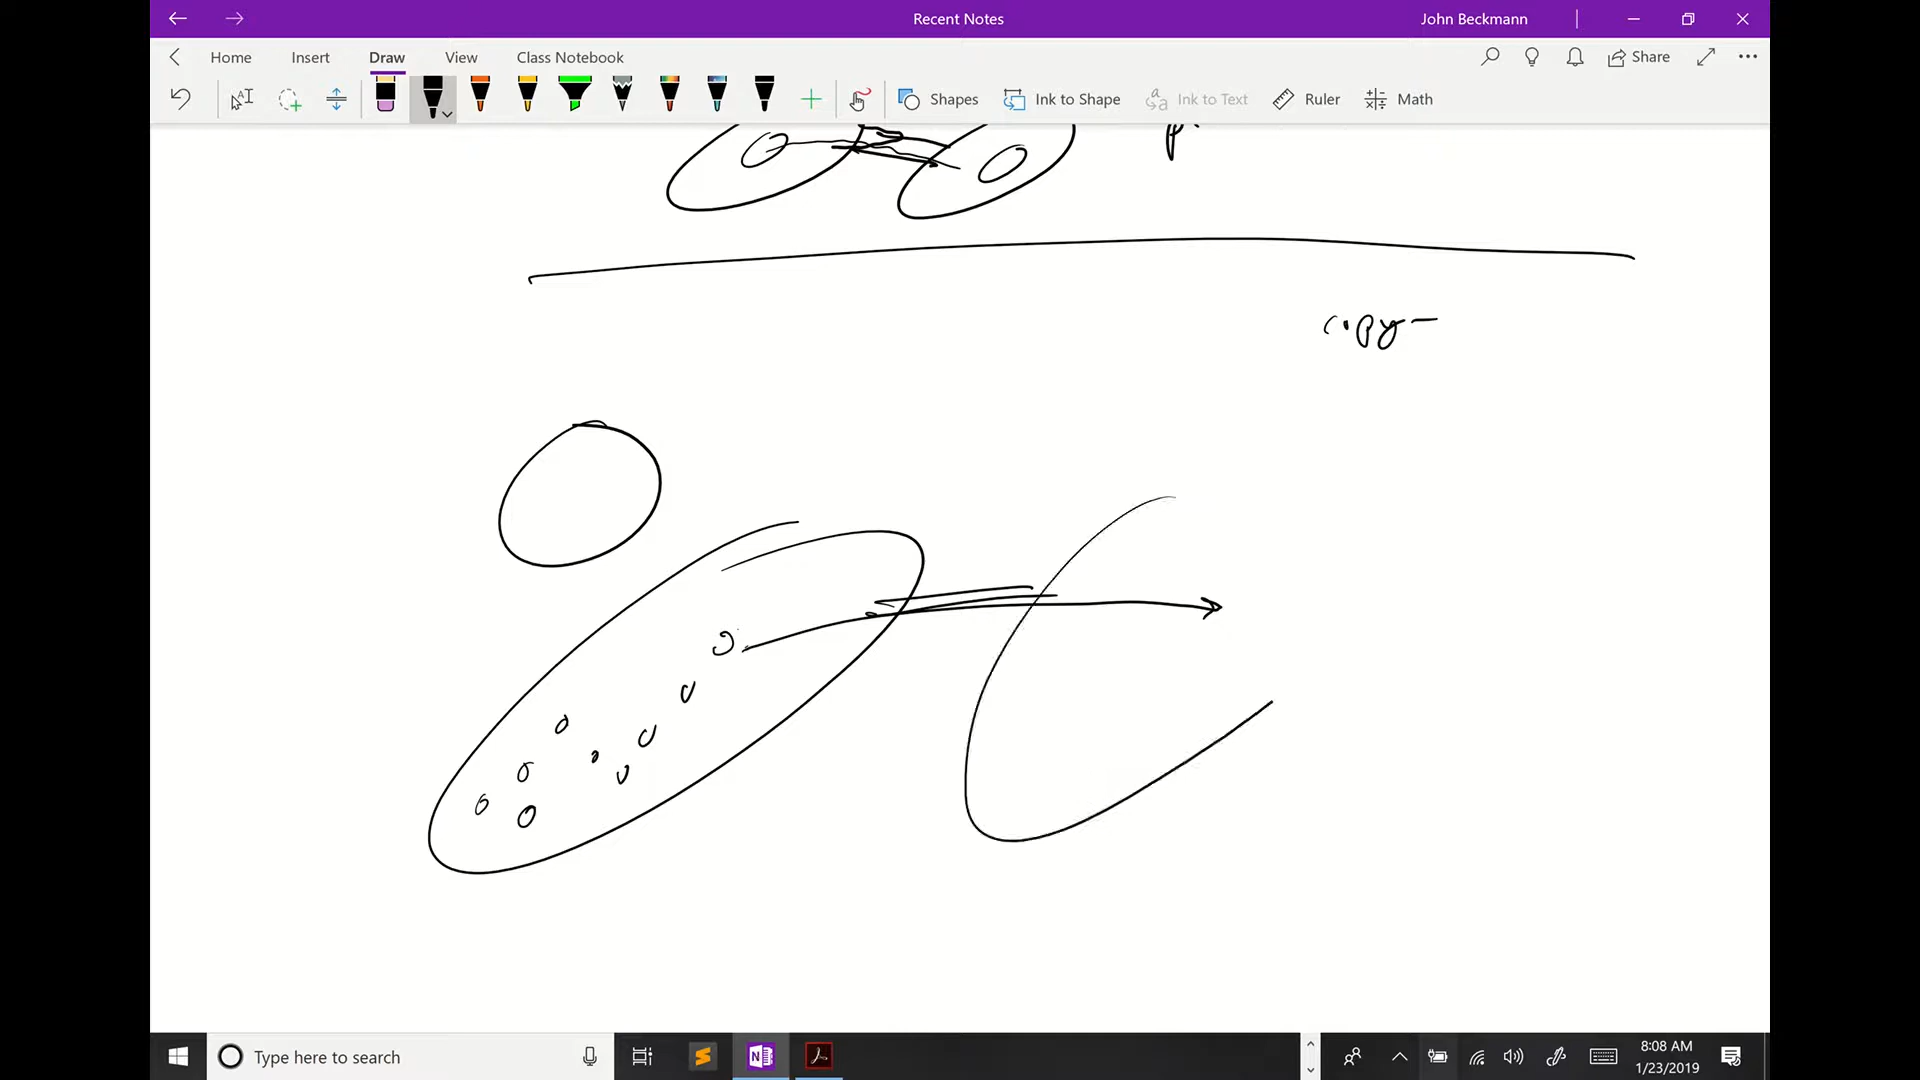 Recent Notes
John Beckmann
Home Insert Draw View Class Notebook
Share
Shapes Ink to Shape Ink to Text Ruler Math
copy-
Type here to search
8:08 AM
1/23/2019